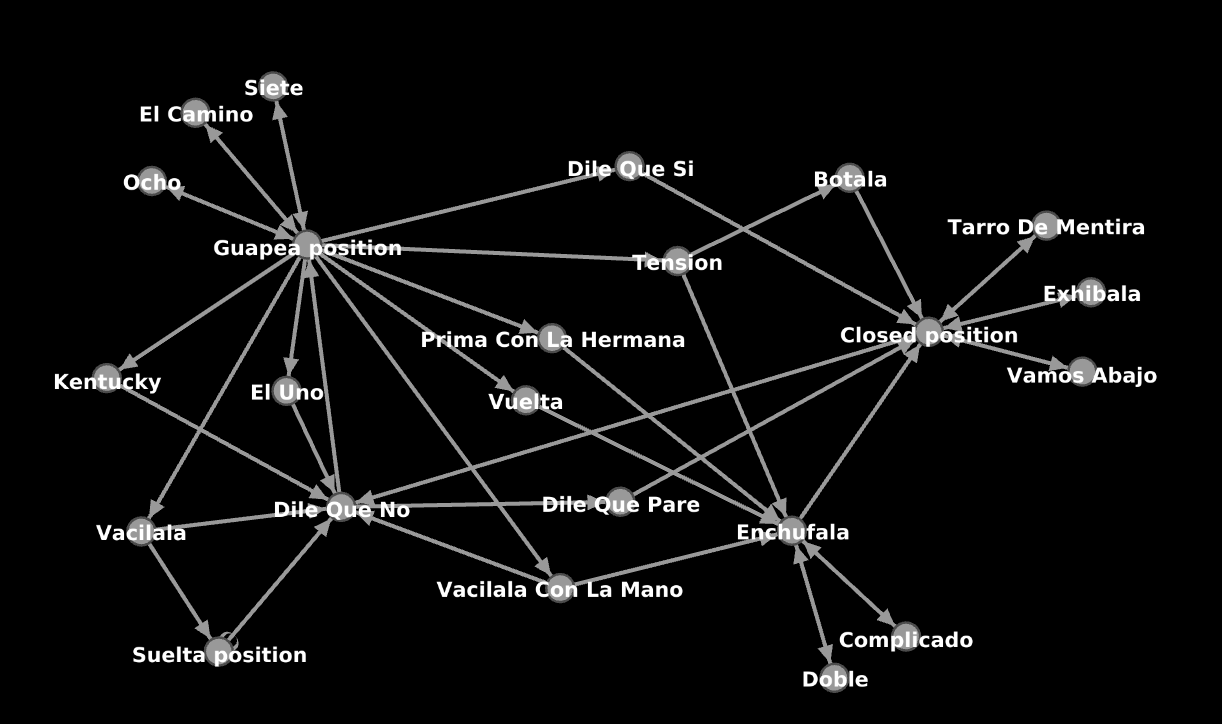 Siete
El Camino
Dile Que Si
Botala
Ocho
Tarro De Mentira
Guapea position
Tension
Exhibala
Closed position
Prima Con La Hermana
Vamos Abajo
Kentucky
El Uno
Vuelta
Dile Que No
Dile Que Pare
Vacilala
Enchufala
Vacilala Con La Mano
Complicado
Suelta position
Doble